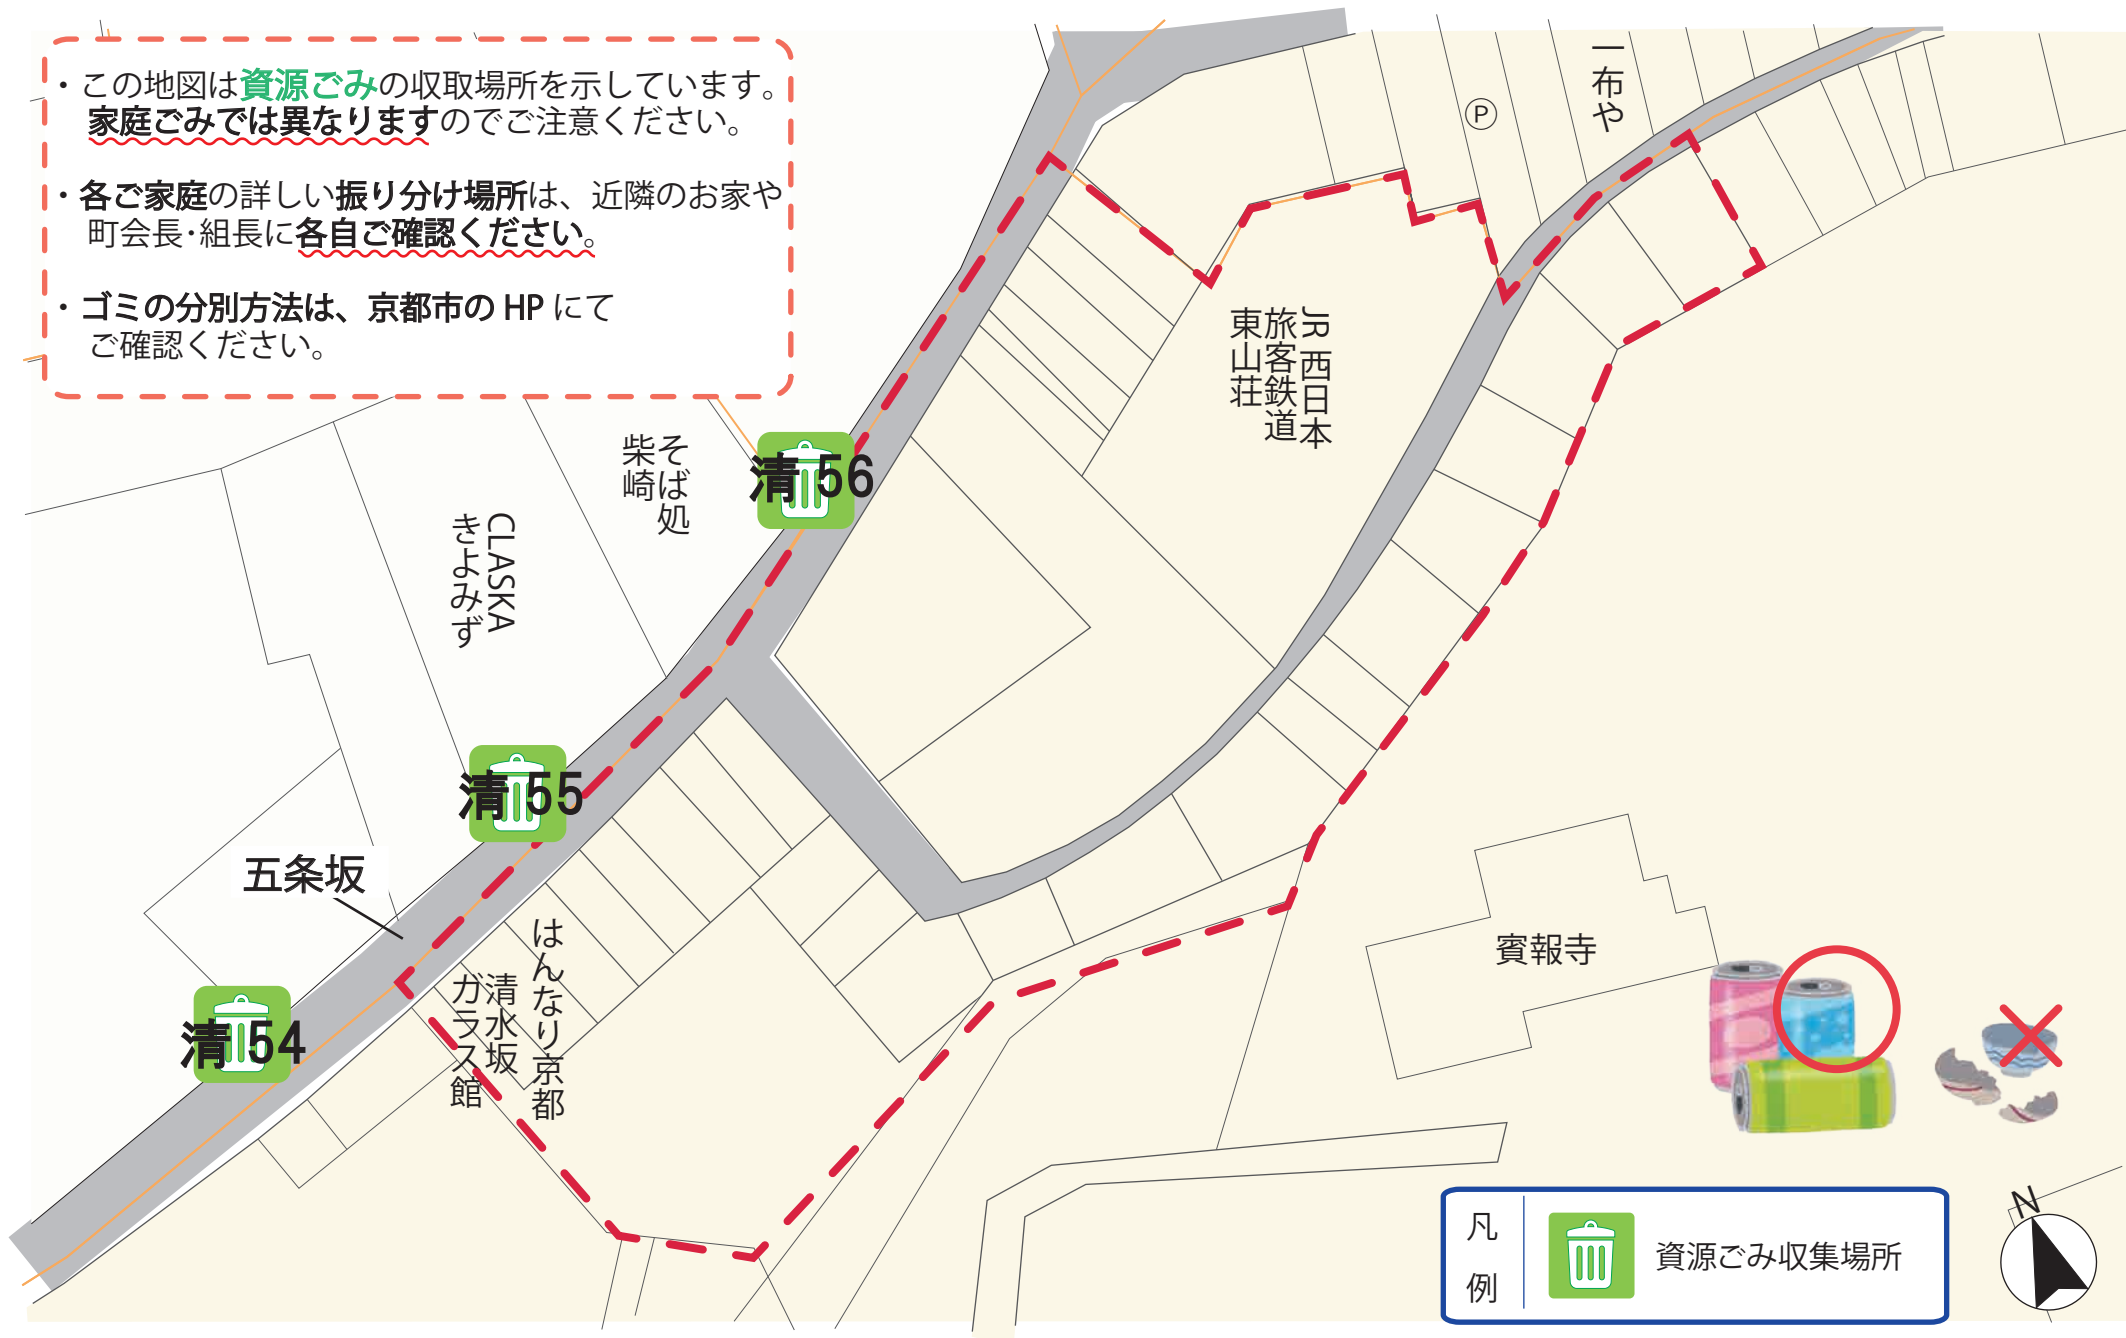 ・この地図は資源ごみの収取場所を示しています。
家庭ごみでは異なりますのでご注意ください。
・各ご家庭の詳しい振り分け場所は、近隣のお家や
町会長・組長に各自ご確認ください。
・ゴミの分別方法は、京都市の HP にて
ご確認ください。
一布や
P
JR 西日本
旅客鉄道
東山荘
そば処
柴崎
清 56
CLASKA
きよみず
清 55
五条坂
清 54
はんなり京都
清水坂
ガラス館
賓報寺
凡例
資源ごみ収集場所
N